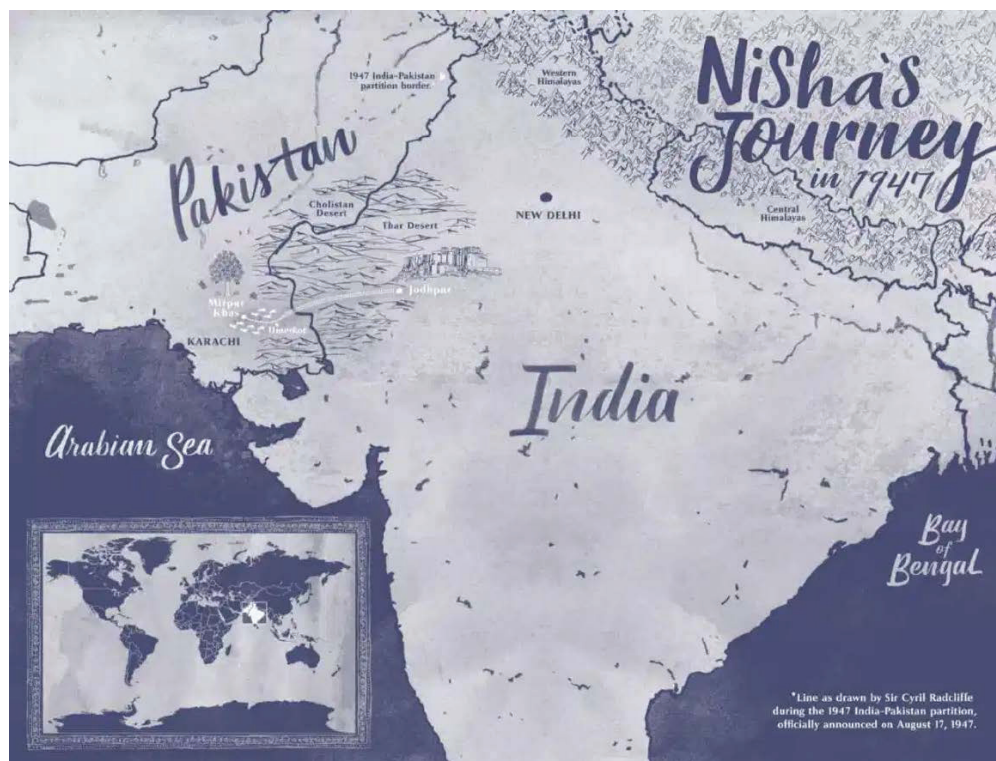 Nisha's
Journey
in 1947
1947 India-Pakistan
partition border.
Western
Himalayas
Pakistan
Cholistan
Desert
Thar Desert
NEW DELHI
Central
Himalayas
Jodhpur
Mirpur
Khas
Umerkot
KARACHI
India
Arabian Sea
Bay
of
Bengal
*Line as drawn by Sir Cyril Radcliffe
during the 1947 India-Pakistan partition,
officially announced on August 17, 1947.